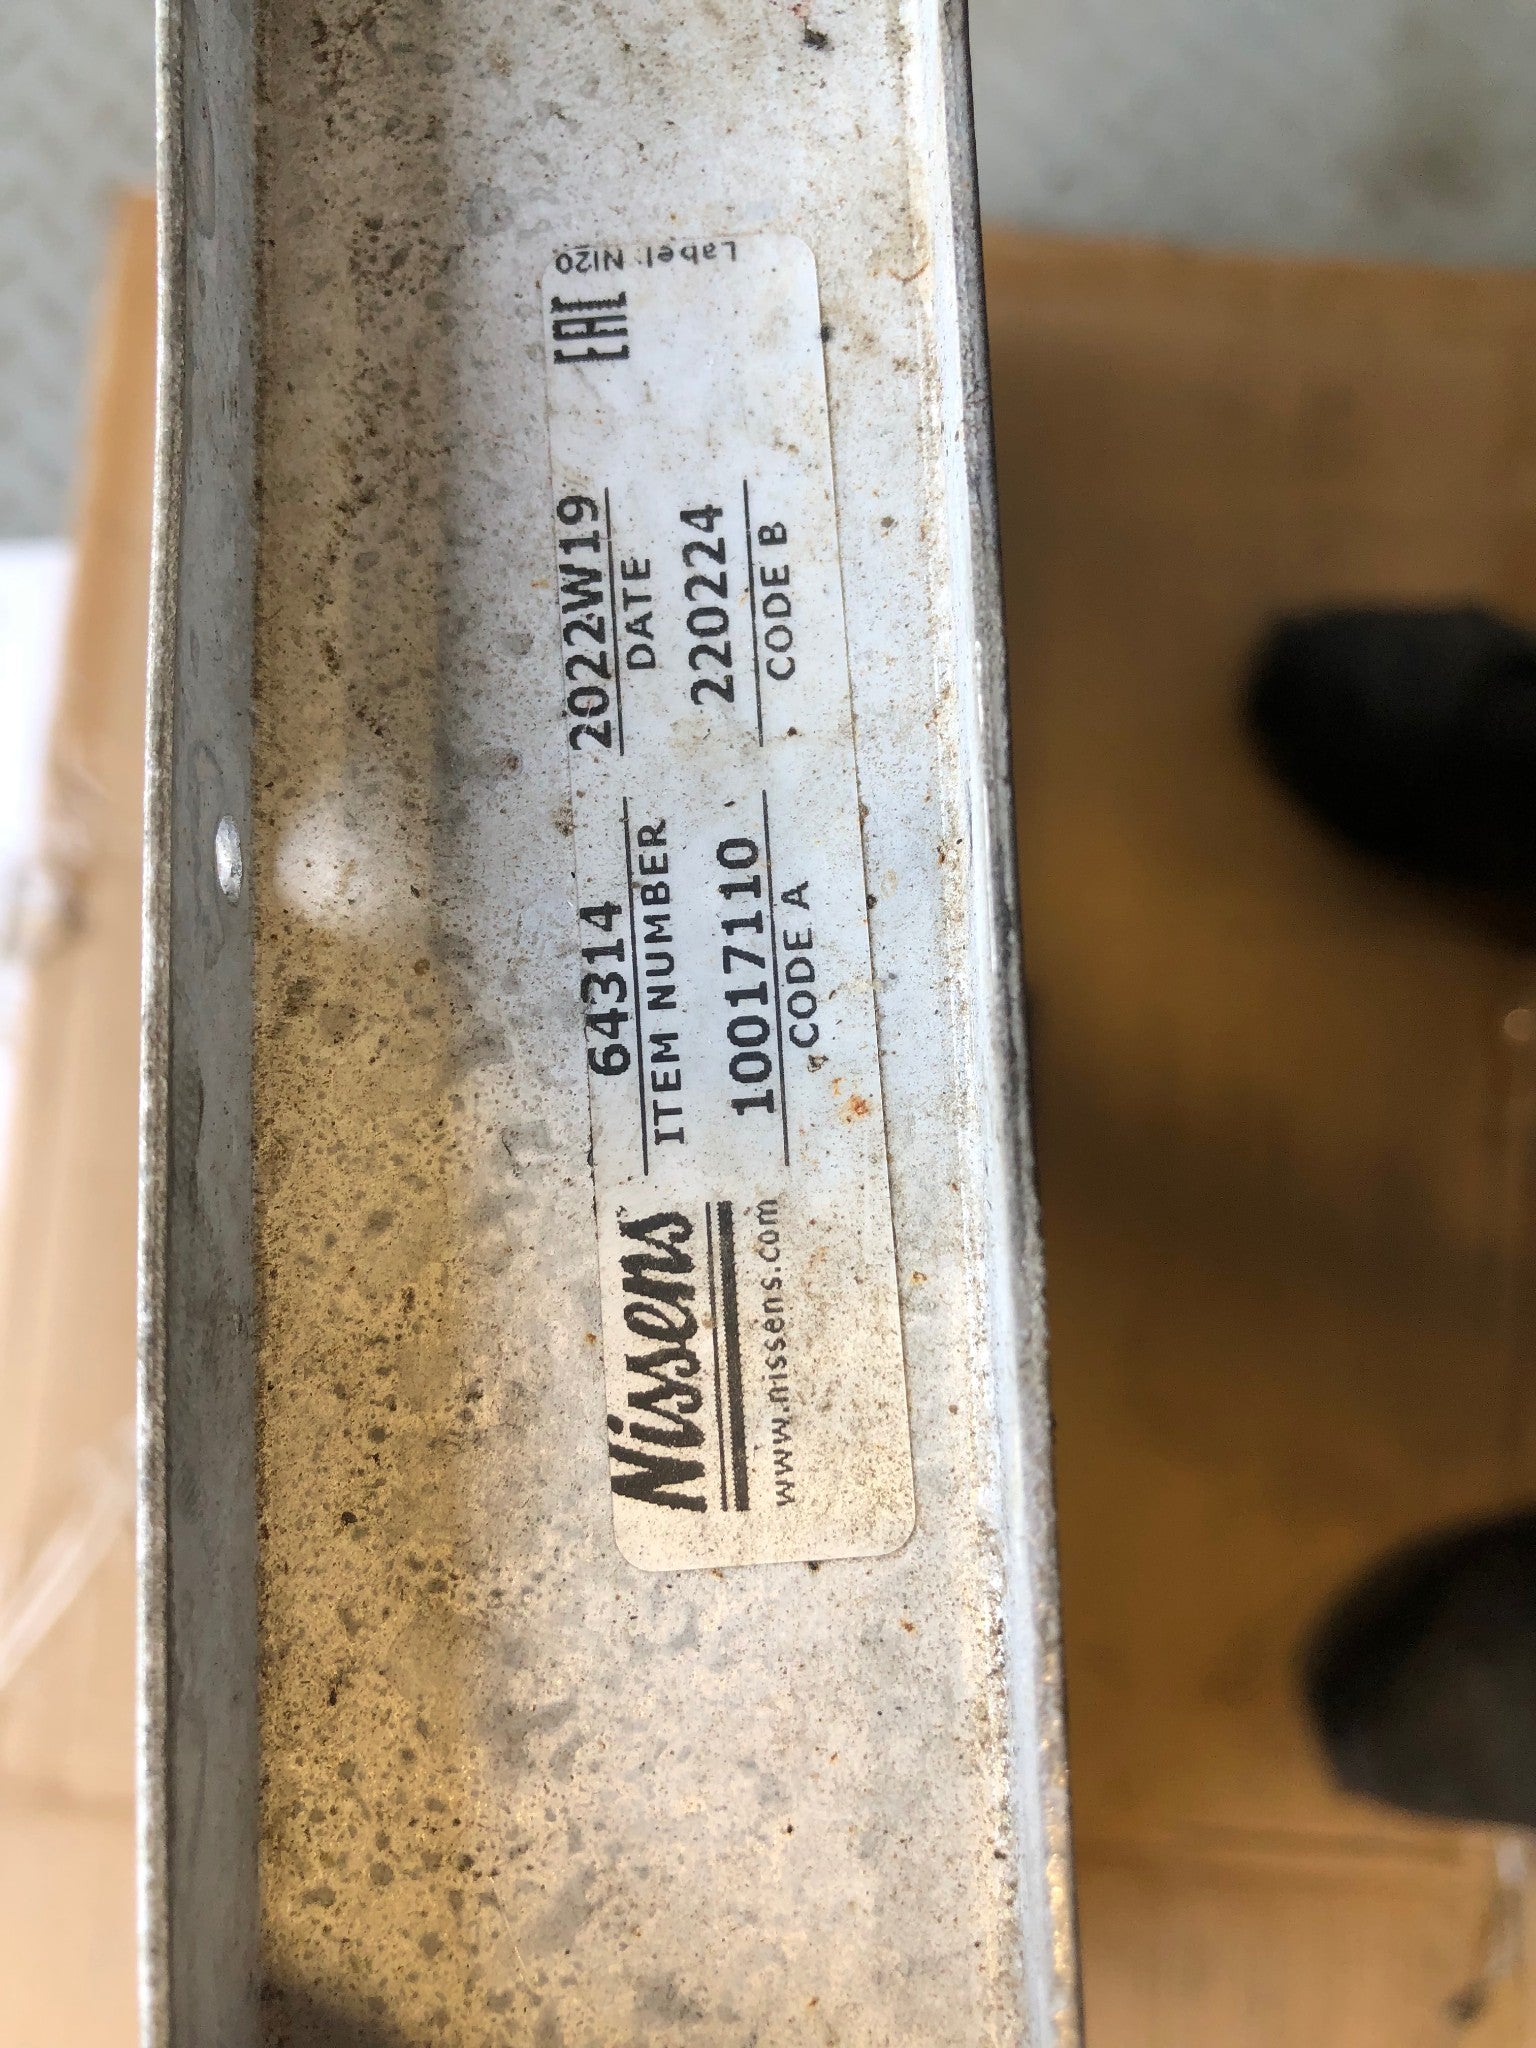 Nissens
www.nissens.com
64314
ITEM NUMBER
10017110
CODE A
2022W19
DATE
220224
CODE B
EAC
Label: NI20